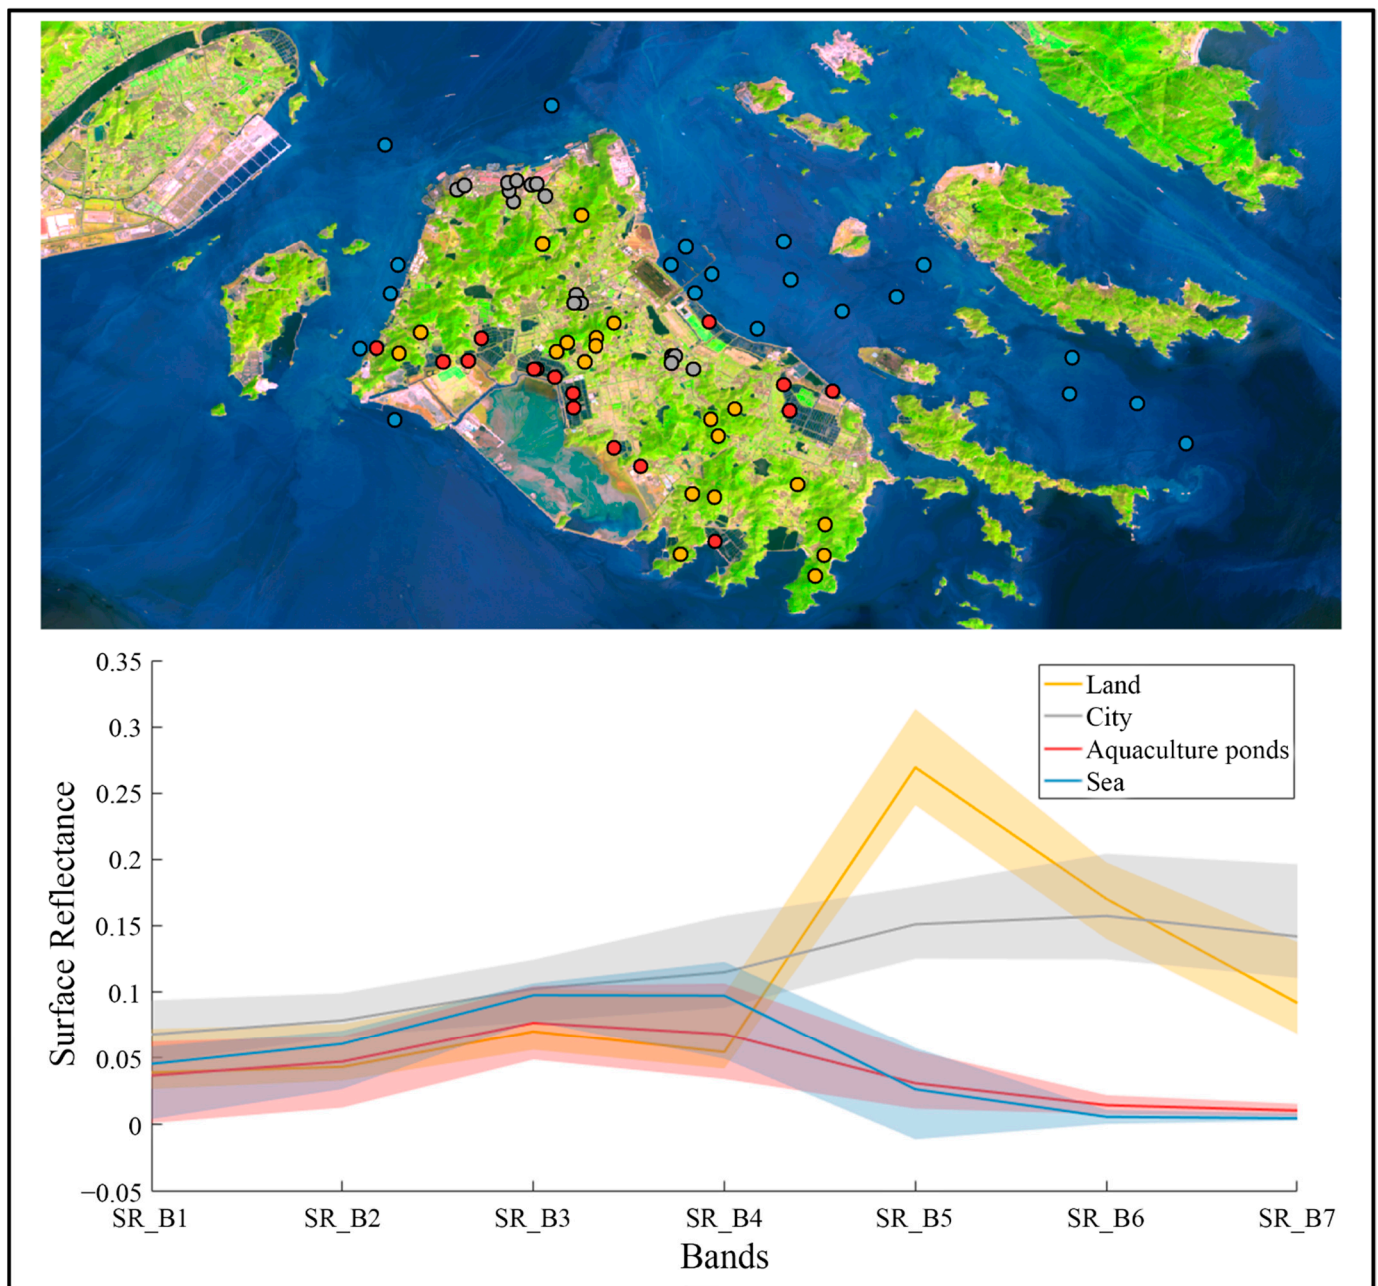 0.35
0.3
0.25
0.2
0.15
0.1
0.05
0
−0.05
Surface Reflectance
Land
City
Aquaculture ponds
Sea
SR_B1 SR_B2 SR_B3 SR_B4 SR_B5 SR_B6 SR_B7
Bands